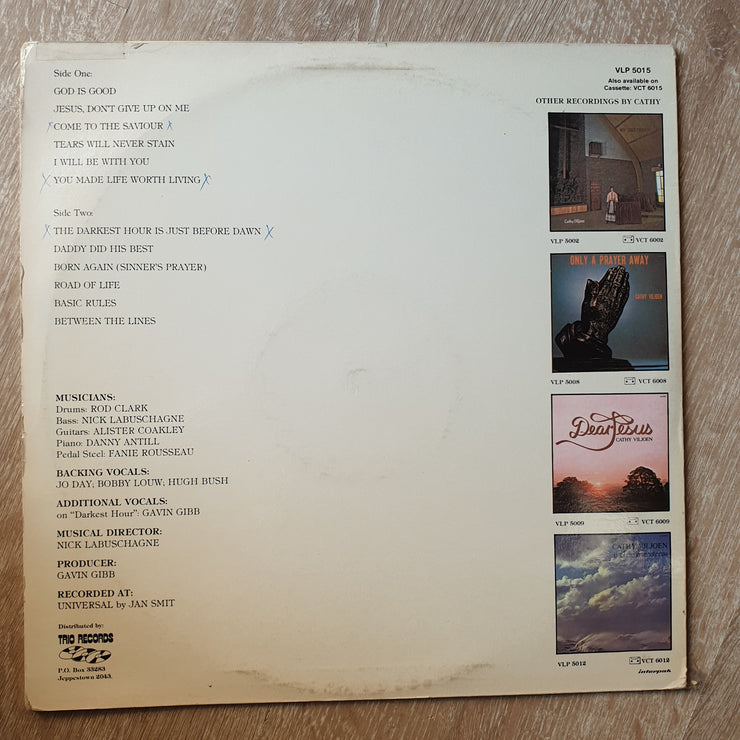 Side One:
GOD IS GOOD
JESUS, DON'T GIVE UP ON ME
COME TO THE SAVIOUR
TEARS WILL NEVER STAIN
I WILL BE WITH YOU
YOU MADE LIFE WORTH LIVING
Side Two:
THE DARKEST HOUR IS JUST BEFORE DAWN
DADDY DID HIS BEST
BORN AGAIN (SINNER'S PRAYER)
ROAD OF LIFE
BASIC RULES
BETWEEN THE LINES
MUSICIANS:
Drums: ROD CLARK
Bass: NICK LABUSCHAGNE
Guitars: ALISTER COAKLEY
Piano: DANNY ANTILL
Pedal Steel: FANIE ROUSSEAU
BACKING VOCALS:
JO DAY; BOBBY LOUW; HUGH BUSH
ADDITIONAL VOCALS:
on "Darkest Hour": GAVIN GIBB
MUSICAL DIRECTOR:
NICK LABUSCHAGNE
PRODUCER:
GAVIN GIBB
RECORDED AT:
UNIVERSAL by JAN SMIT
Distributed by:
TRIO RECORDS
P.O. Box 33283
Jeppestown 2043.
VLP 5015
Also available on
Cassette: VCT 6015
OTHER RECORDINGS BY CATHY
Cathy Viljoen
VLP 5002 VCT 6002
ONLY A PRAYER AWAY
CATHY VILJOEN
VLP 5008 VCT 6008
Dear Jesus
CATHY VILJOEN
VLP 5009 VCT 6009
CATHY VILJOEN
VLP 5012 VCT 6012
interpak